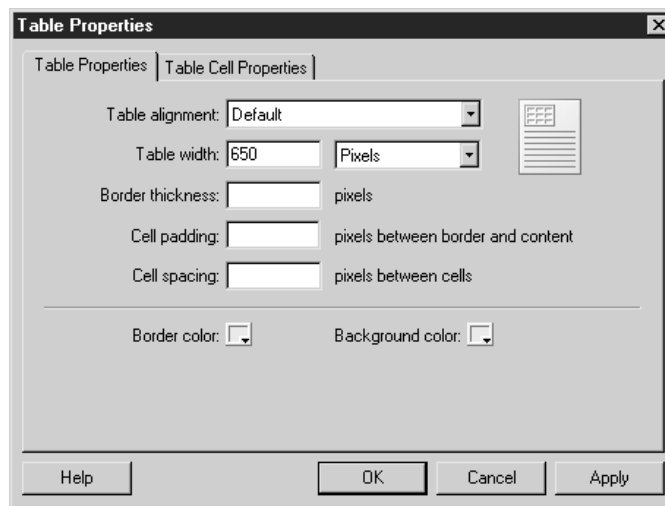 Table Properties
Table Properties Table Cell Properties
Table alignment: Default
Table width: 650 Pixels
Border thickness: pixels
Cell padding: pixels between border and content
Cell spacing: pixels between cells
Border color: Background color:
Help OK Cancel Apply